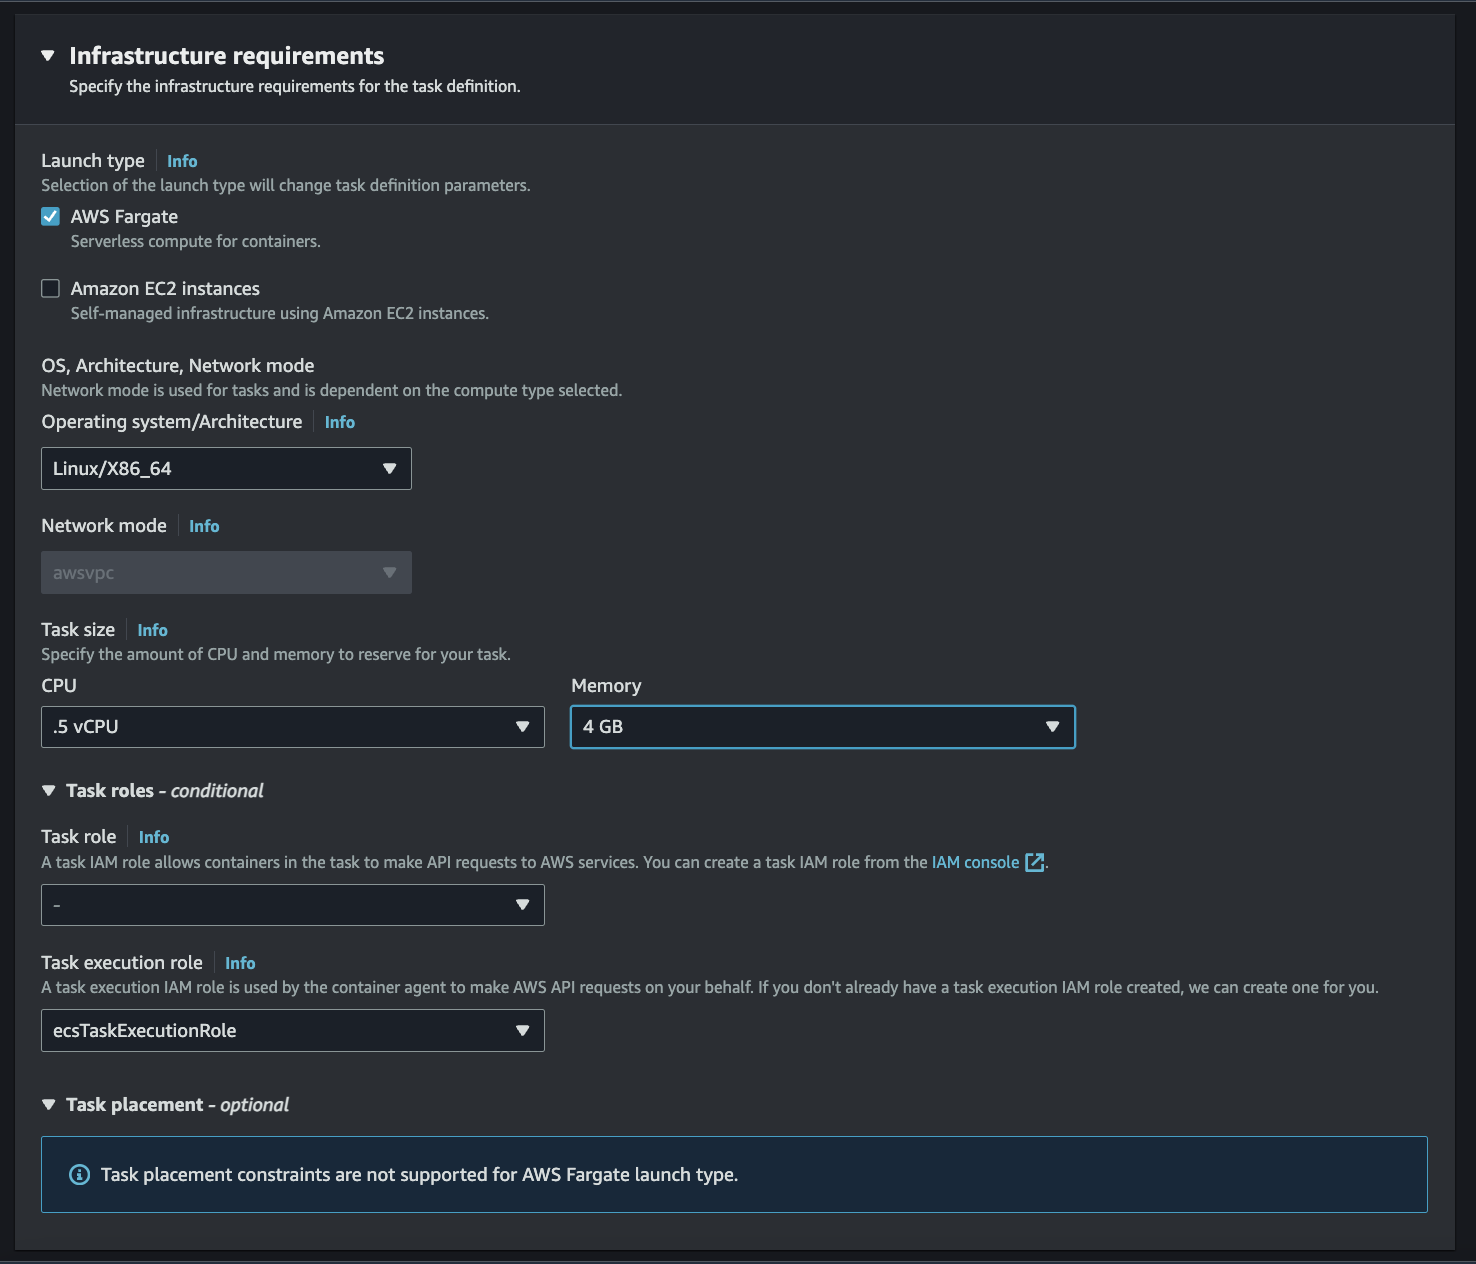 Infrastructure requirements
Specify the infrastructure requirements for the task definition.
Launch type Info
Selection of the launch type will change task definition parameters.
AWS Fargate
Serverless compute for containers.
Amazon EC2 instances
Self-managed infrastructure using Amazon EC2 instances.
OS, Architecture, Network mode
Network mode is used for tasks and is dependent on the compute type selected.
Operating system/Architecture Info
Linux/X86_64
Network mode Info
awsvpc
Task size Info
Specify the amount of CPU and memory to reserve for your task.
CPU Memory
.5 vCPU 4 GB
Task roles - conditional
Task role Info
A task IAM role allows containers in the task to make API requests to AWS services. You can create a task IAM role from the IAM console.
-
Task execution role Info
A task execution IAM role is used by the container agent to make AWS API requests on your behalf. If you don't already have a task execution IAM role created, we can create one for you.
ecsTaskExecutionRole
Task placement - optional
Task placement constraints are not supported for AWS Fargate launch type.